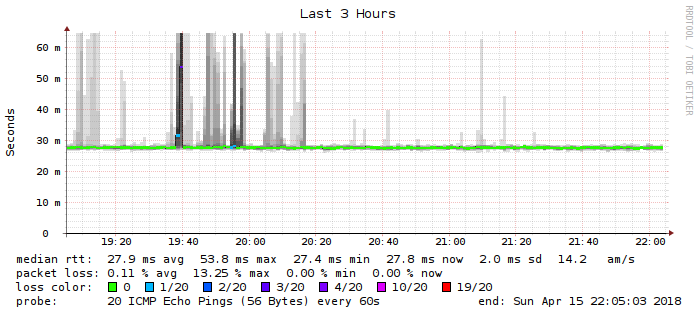 Last 3 Hours
RRDTOOL / TOBI OETIKER
Seconds
60 m
50 m
40 m
30 m
20 m
10 m
0
19:20 19:40 20:00 20:20 20:40 21:00 21:20 21:40 22:00
median rtt: 27.9 ms avg 53.8 ms max 27.4 ms min 27.8 ms now 2.0 ms sd 14.2 am/s
packet loss: 0.11 % avg 13.25 % max 0.00 % min 0.00 % now
loss color: 0 1/20 2/20 3/20 4/20 10/20 19/20
probe: 20 ICMP Echo Pings (56 Bytes) every 60s end: Sun Apr 15 22:05:03 2018